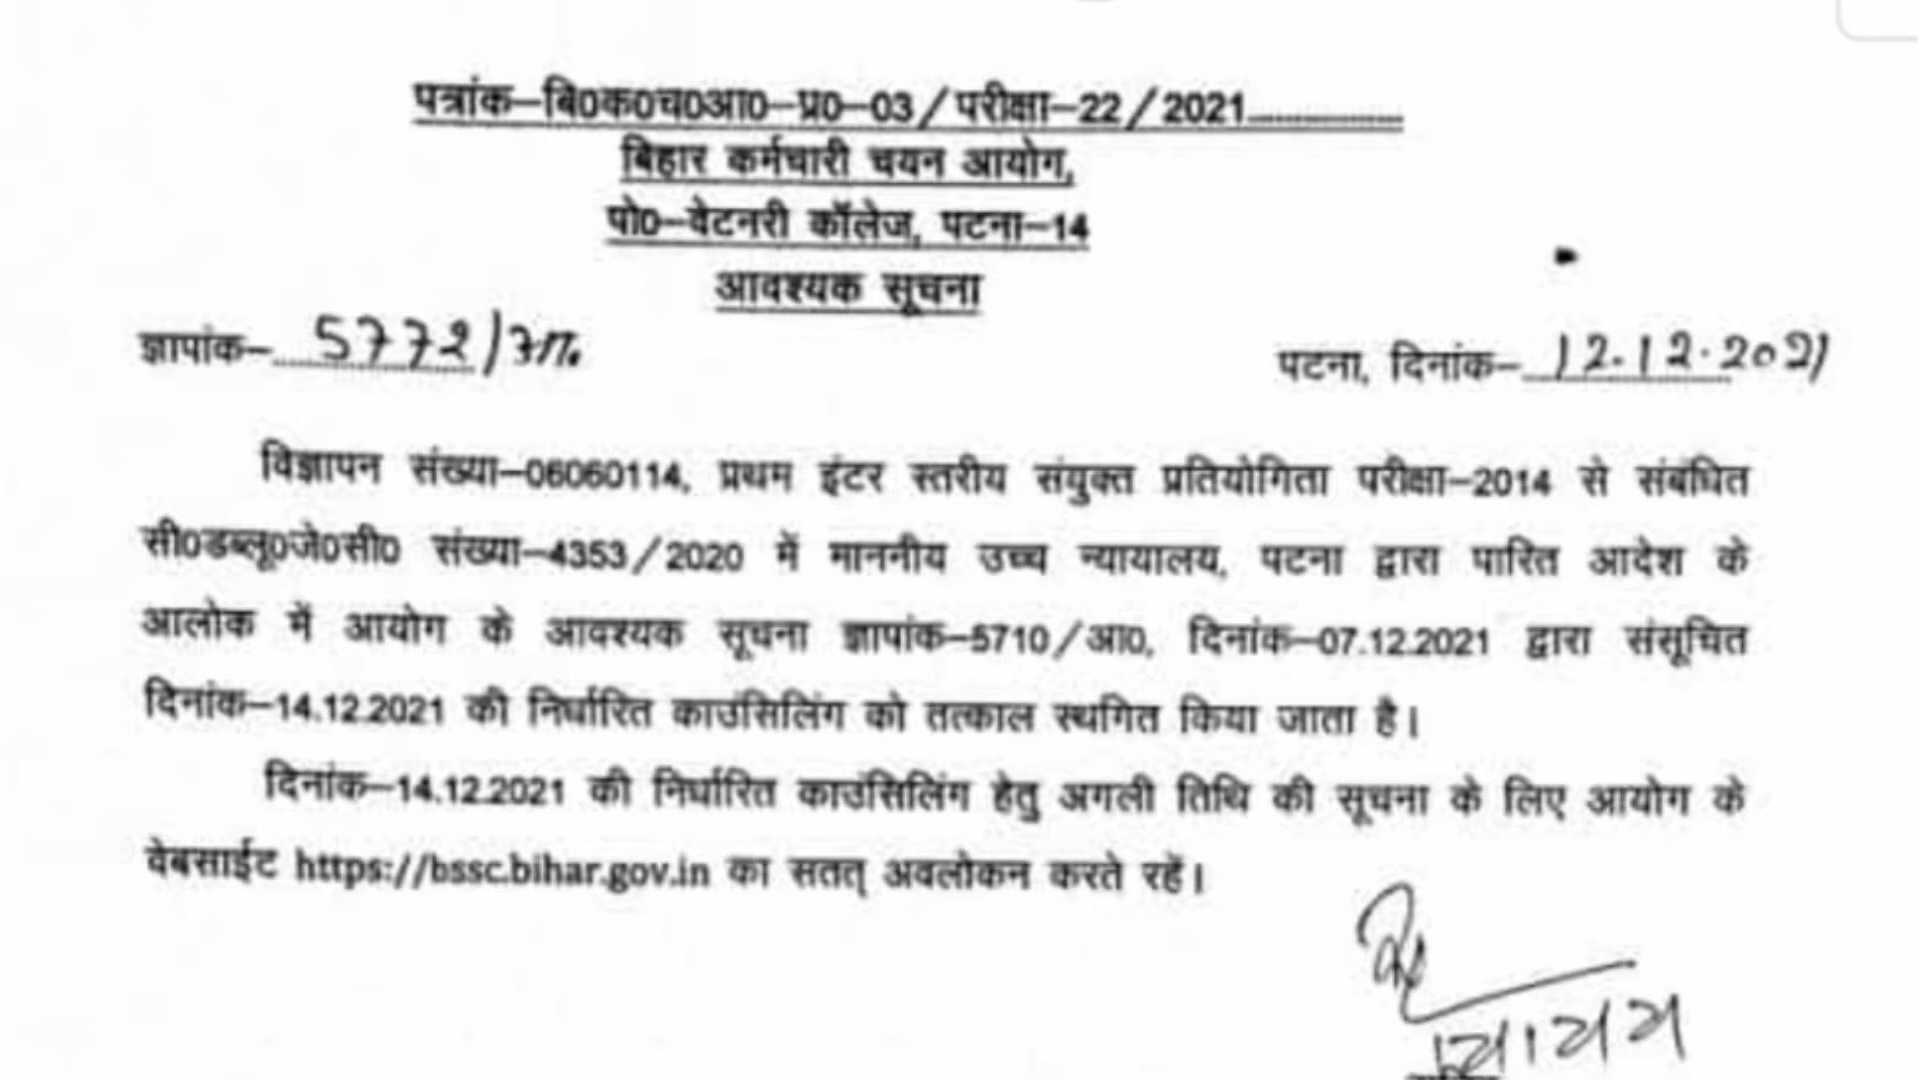 पत्रांक–बि0क0च0आ0–प्र0–03/परीक्षा–22/2021................
बिहार कर्मचारी चयन आयोग,
पो0–वेटनरी कॉलेज, पटना–14
आवश्यक सूचना
ज्ञापांक– 5772/आ०
पटना, दिनांक– 12.12.2021
विज्ञापन संख्या–06060114, प्रथम इंटर स्तरीय संयुक्त प्रतियोगिता परीक्षा–2014 से संबंधित
सी0डब्लू0जे0सी0 संख्या–4353/2020 में माननीय उच्च न्यायालय, पटना द्वारा पारित आदेश के
आलोक में आयोग के आवश्यक सूचना ज्ञापांक–5710/आ0, दिनांक–07.12.2021 द्वारा संसूचित
दिनांक–14.12.2021 की निर्धारित काउंसिलिंग को तत्काल स्थगित किया जाता है।
दिनांक–14.12.2021 की निर्धारित काउंसिलिंग हेतु अगली तिथि की सूचना के लिए आयोग के
वेबसाईट https://bssc.bihar.gov.in का सतत् अवलोकन करते रहें।